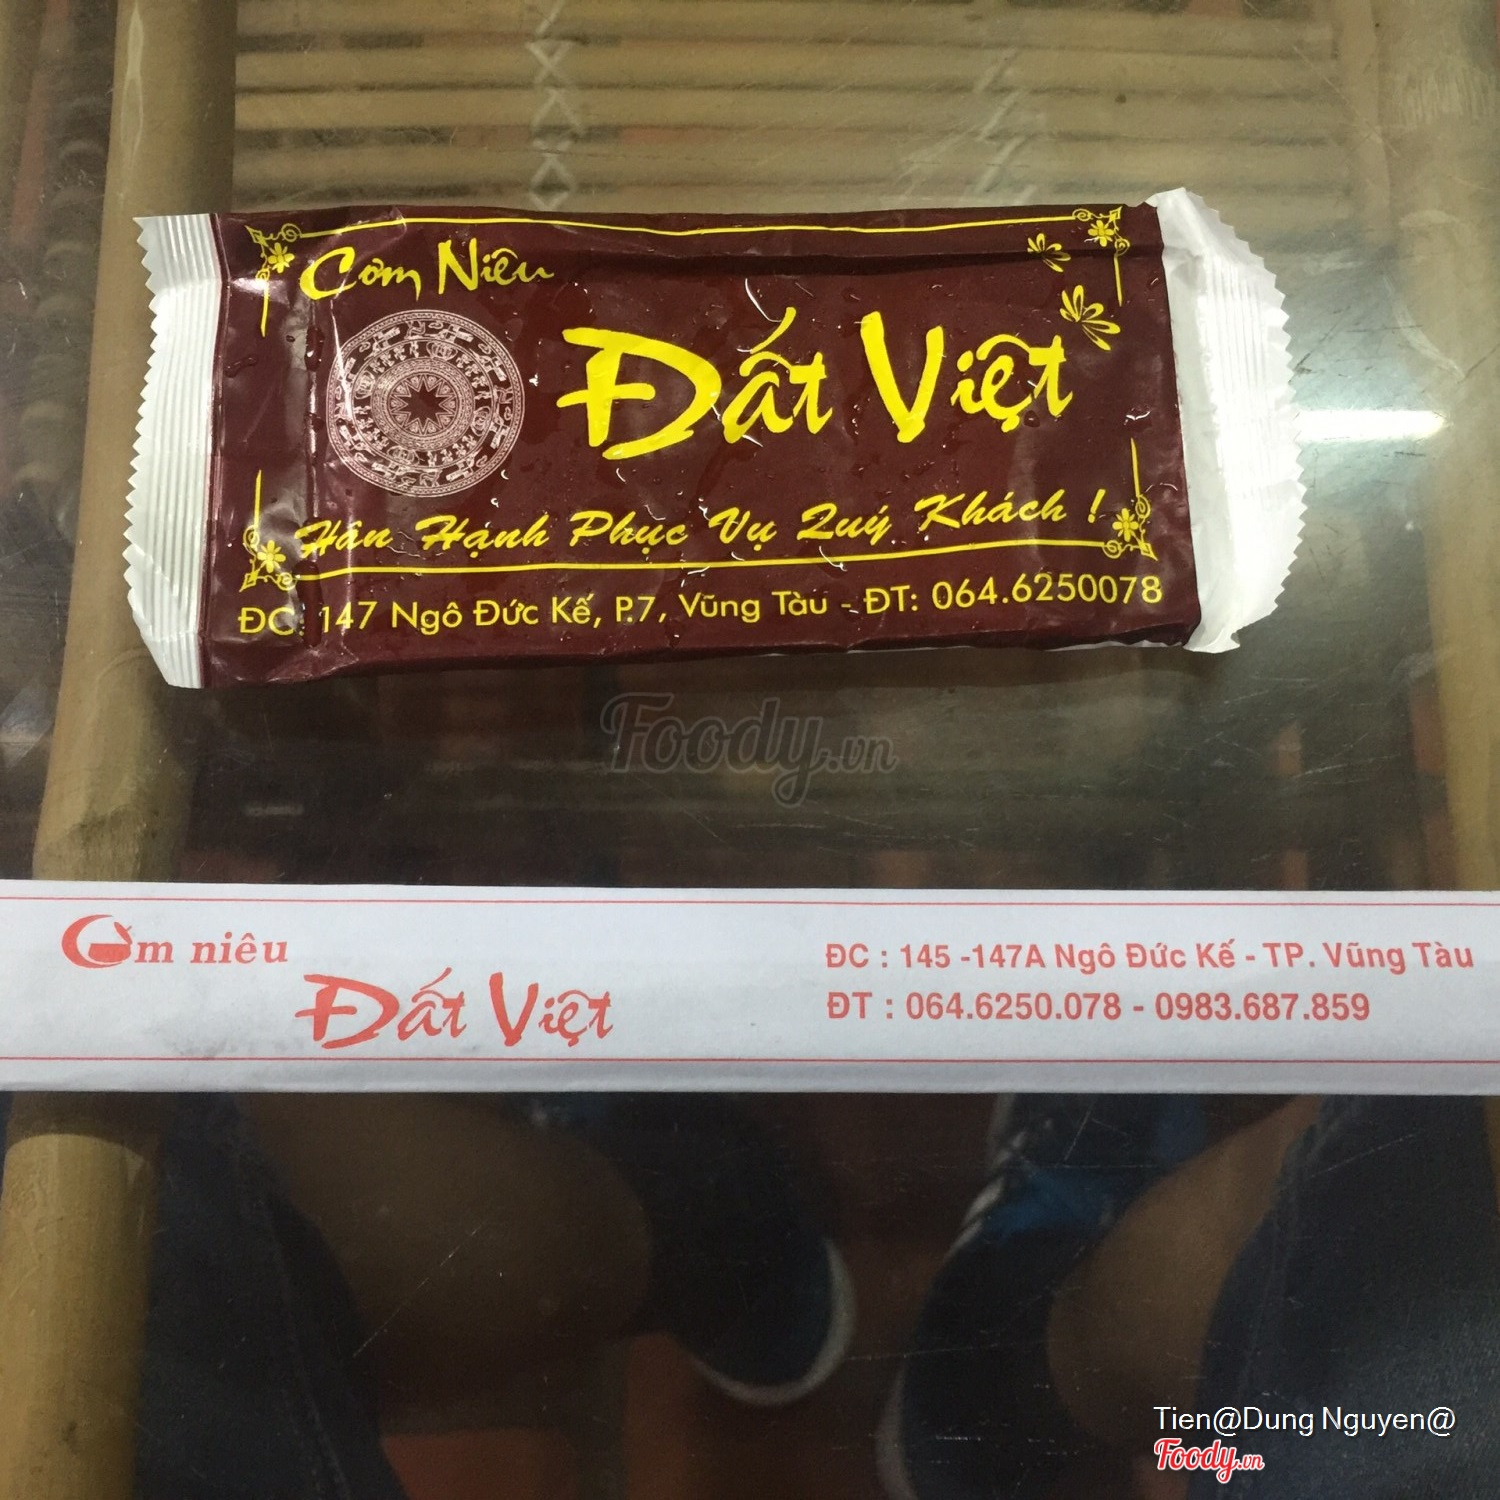 Cơm Niêu
Đất Việt
Hân Hạnh Phục Vụ Quý Khách !
ĐC: 147 Ngô Đức Kế, P.7, Vũng Tàu - ĐT: 064.6250078
Foody.vn
Cơm niêu
Đất Việt
ĐC : 145 -147A Ngô Đức Kế - TP. Vũng Tàu
ĐT : 064.6250.078 - 0983.687.859
Tien@Dung Nguyen@
Foody.vn